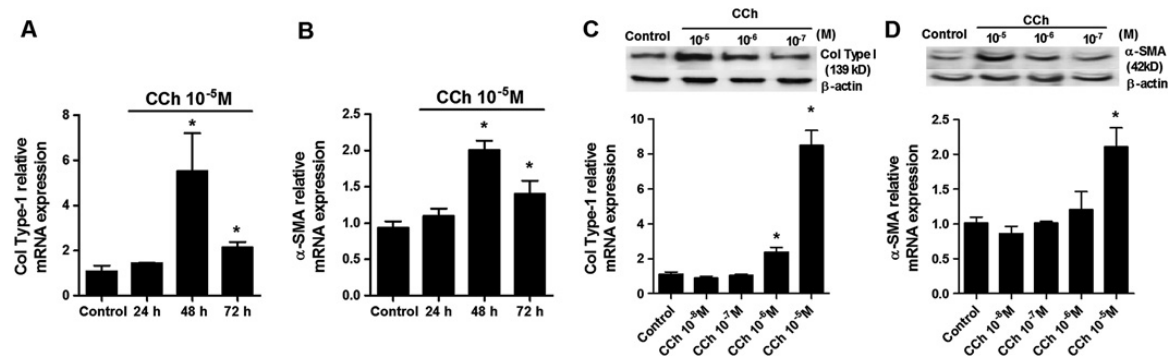 A
CCh 10-5M
Col Type-1 relative
mRNA expression
8
6
4
2
0
*
*
Control 24 h 48 h 72 h
B
CCh 10-5M
α-SMA relative
mRNA expression
2.5
2.0
1.5
1.0
0.5
0.0
*
*
Control 24 h 48 h 72 h
C
CCh
Control 10-5 10-6 10-7 (M)
Col Type I
(139 kD)
β-actin
Col Type-1 relative
mRNA expression
10
8
6
4
2
0
*
*
Control
CCh 10-8M
CCh 10-7M
CCh 10-6M
CCh 10-5M
D
CCh
Control 10-5 10-6 10-7 (M)
α-SMA
(42kD)
β-actin
α-SMA relative
mRNA expression
2.5
2.0
1.5
1.0
0.5
0.0
*
Control
CCh 10-8M
CCh 10-7M
CCh 10-6M
CCh 10-5M